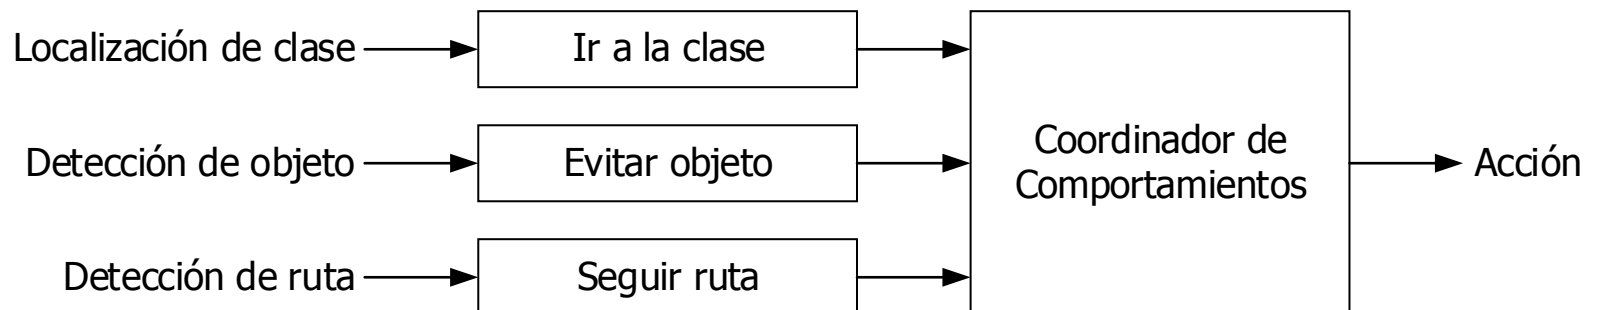 Localización de clase
Ir a la clase
Detección de objeto
Evitar objeto
Coordinador de
Comportamientos
Acción
Detección de ruta
Seguir ruta